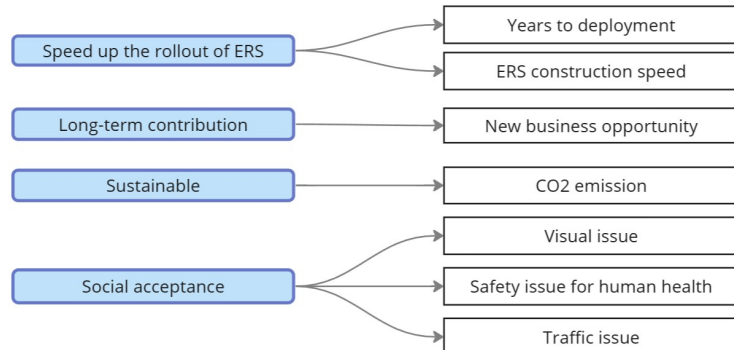 Speed up the rollout of ERS
Years to deployment
ERS construction speed
Long-term contribution
New business opportunity
Sustainable
CO2 emission
Social acceptance
Visual issue
Safety issue for human health
Traffic issue